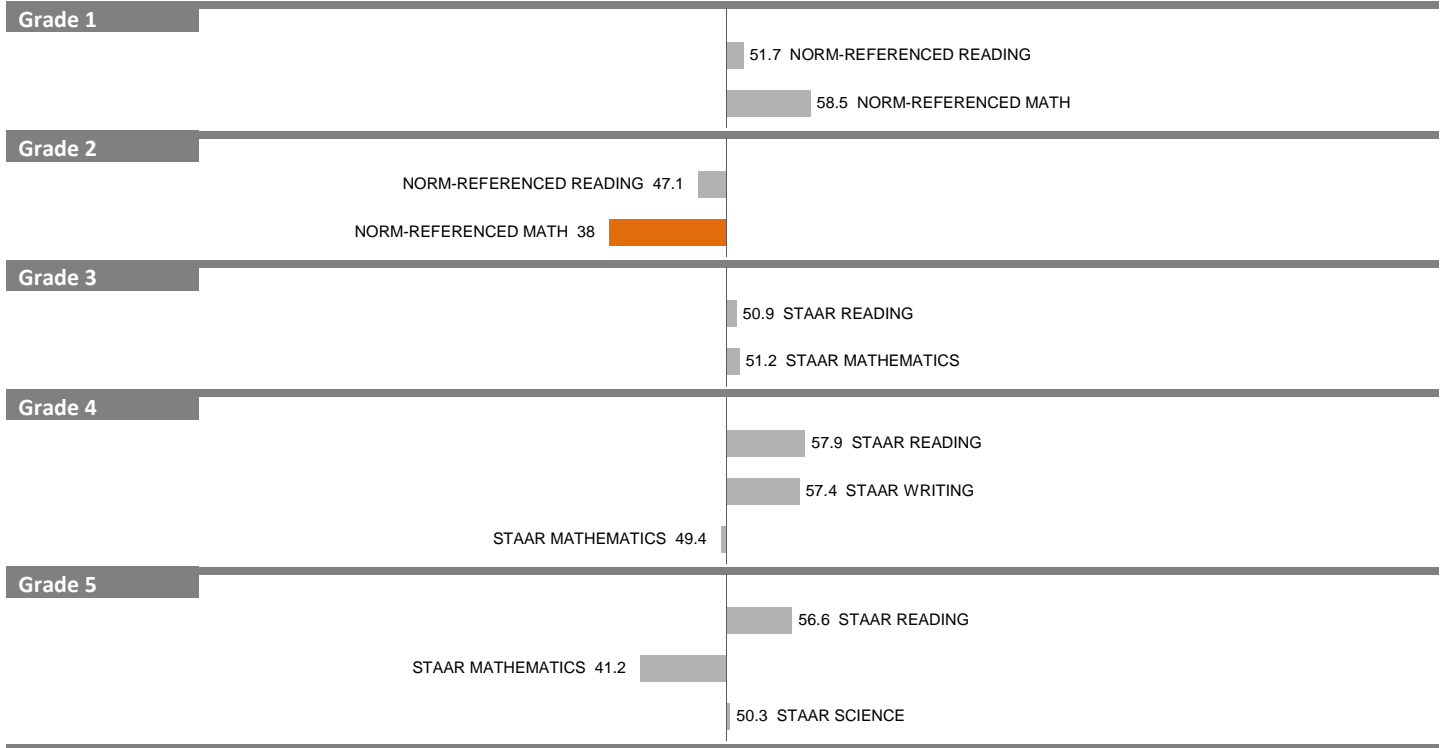 Grade 1
51.7 NORM-REFERENCED READING
58.5 NORM-REFERENCED MATH
Grade 2
NORM-REFERENCED READING 47.1
NORM-REFERENCED MATH 38
Grade 3
50.9 STAAR READING
51.2 STAAR MATHEMATICS
Grade 4
57.9 STAAR READING
57.4 STAAR WRITING
STAAR MATHEMATICS 49.4
Grade 5
56.6 STAAR READING
STAAR MATHEMATICS 41.2
50.3 STAAR SCIENCE